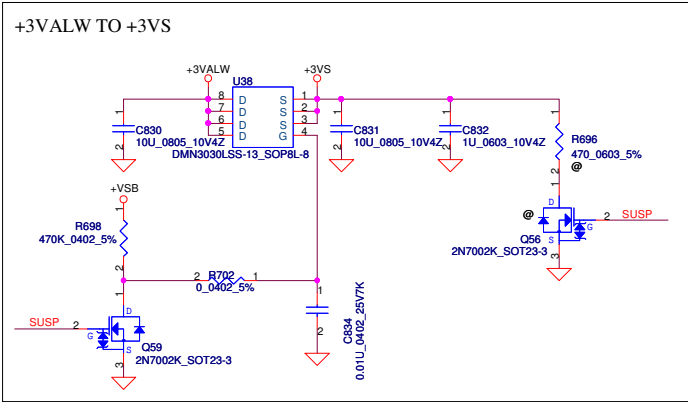 +3VALW TO +3VS
+3VALW
U38
+3VS
8 D S 1
7 D S 2
6 D S 3
5 D G 4
DMN3030LSS-13_SOP8L-8
1
C830
10U_0805_10V4Z
2
1
C831
10U_0805_10V4Z
2
1
C832
1U_0603_10V4Z
2
1
R696
470_0603_5%
2
@
+VSB
1
R698
470K_0402_5%
2
2 R702 1
0_0402_5%
1
C834
0.01U_0402_25V7K
2
SUSP 2
G
1
D
S
3
Q59
2N7002K_SOT23-3
@
1
D
S
3
G
2 SUSP
Q56
2N7002K_SOT23-3